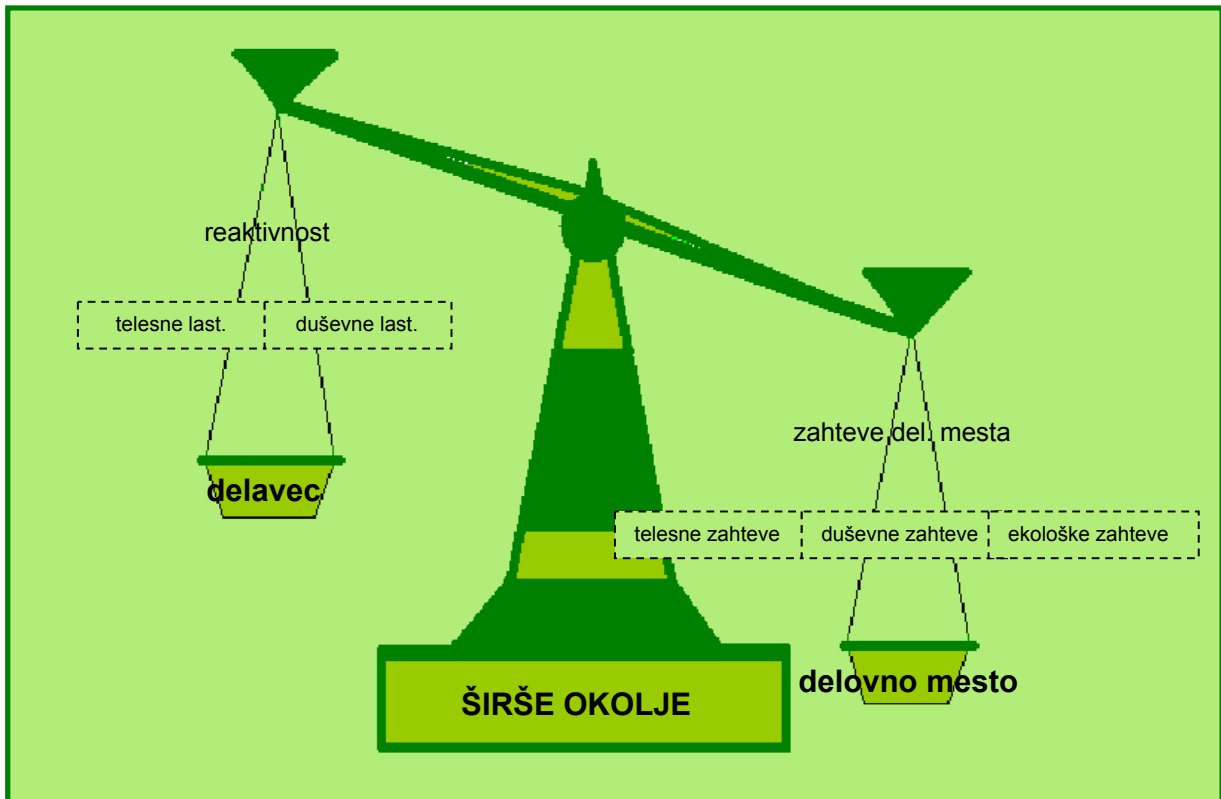 reaktivnost
telesne last.
duševne last.
delavec
zahteve del. mesta
telesne zahteve
duševne zahteve
ekološke zahteve
delovno mesto
ŠIRŠE OKOLJE